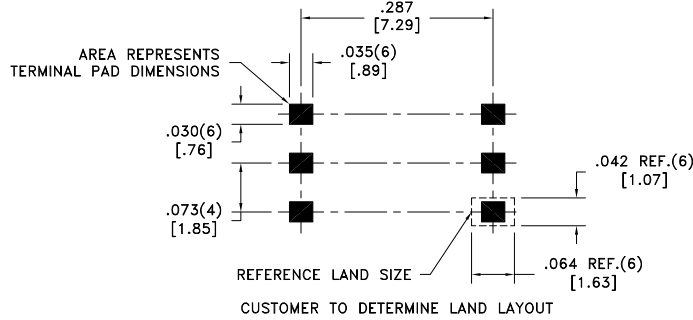 .287
[7.29]
AREA REPRESENTS
TERMINAL PAD DIMENSIONS
.035(6)
[.89]
.030(6)
[.76]
.042 REF.(6)
[1.07]
.073(4)
[1.85]
REFERENCE LAND SIZE
.064 REF.(6)
[1.63]
CUSTOMER TO DETERMINE LAND LAYOUT